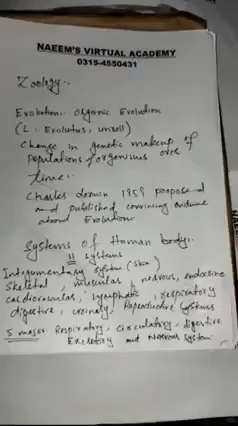 NAEEM'S VIRTUAL ACADEMY
0315-4550431
Zoology:-
Evolution:- Organic Evolution
(L: Evolutus, unroll)
Change in genetic makeup of
populations of organisms over
time.
Charles dorwin 1959 proposed
and published convincing evidence
about Evolution.
Systems of Human body:-
11 systems
Integumentary system (skin)
Skeletal, muscular, nervous, endocrine
cardiovascular, lymphatic, respiratory
digestive, urinary, Reproductive systems
5 major: Respiratory, circulatory, digestive
Excretory and Nervous system